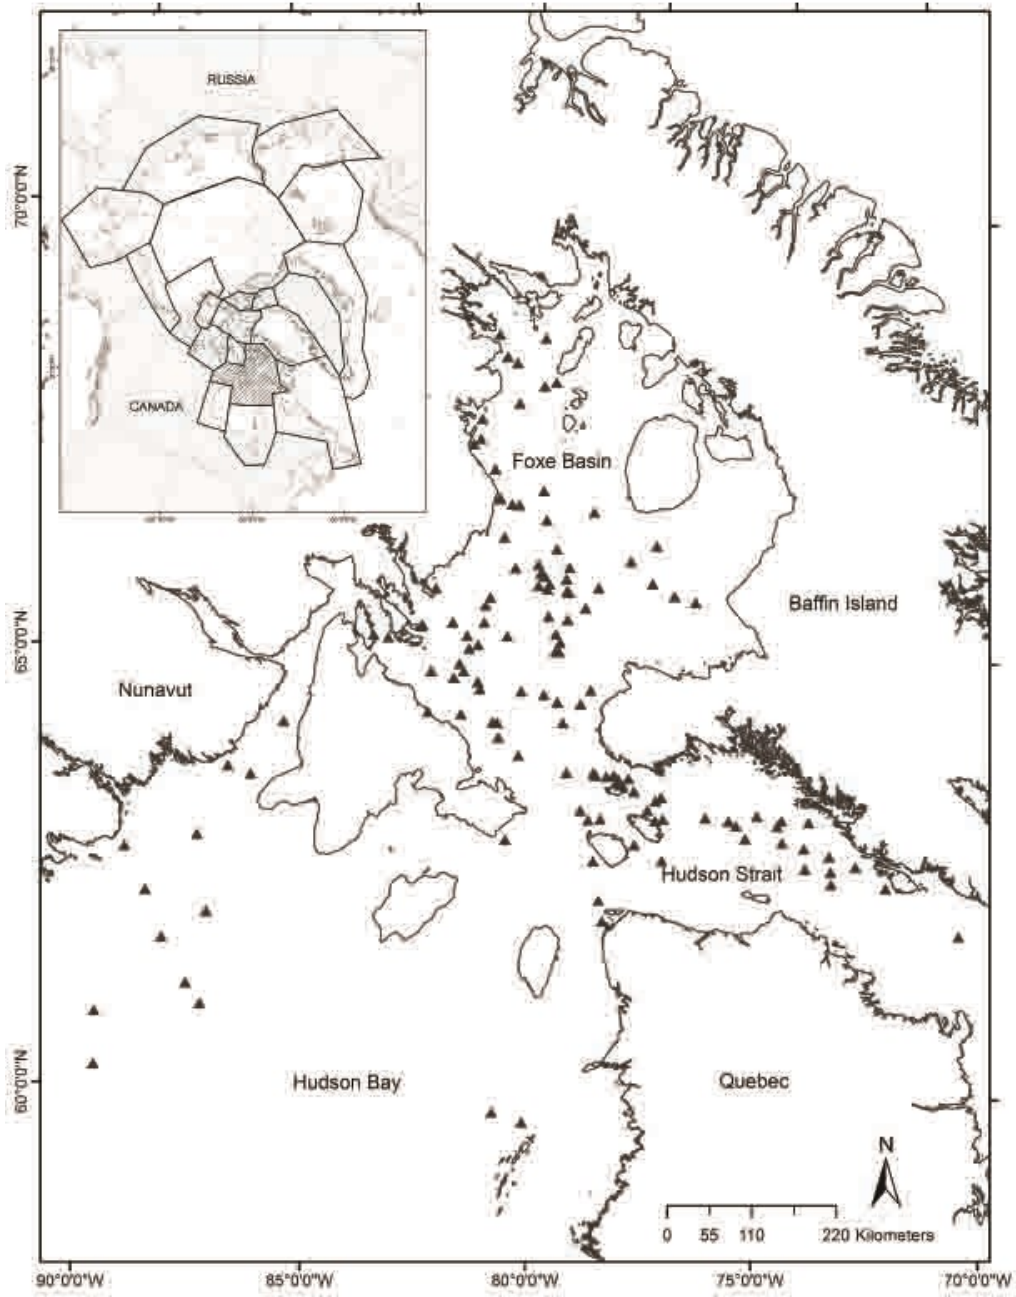 RUSSIA
CANADA
70°0'0"N
65°0'0"N
60°0'0"N
Foxe Basin
Baffin Island
Nunavut
Hudson Strait
Hudson Bay
Quebec
N
0 55 110 220 Kilometers
90°0'0"W 85°0'0"W 80°0'0"W 75°0'0"W 70°0'0"W